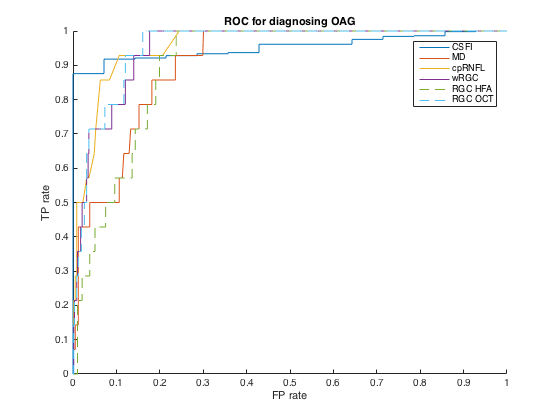 ROC for diagnosing OAG
TP rate
1
0.9
0.8
0.7
0.6
0.5
0.4
0.3
0.2
0.1
0
CSFI
MD
cpRNFL
wRGC
RGC HFA
RGC OCT
0 0.1 0.2 0.3 0.4 0.5 0.6 0.7 0.8 0.9 1
FP rate